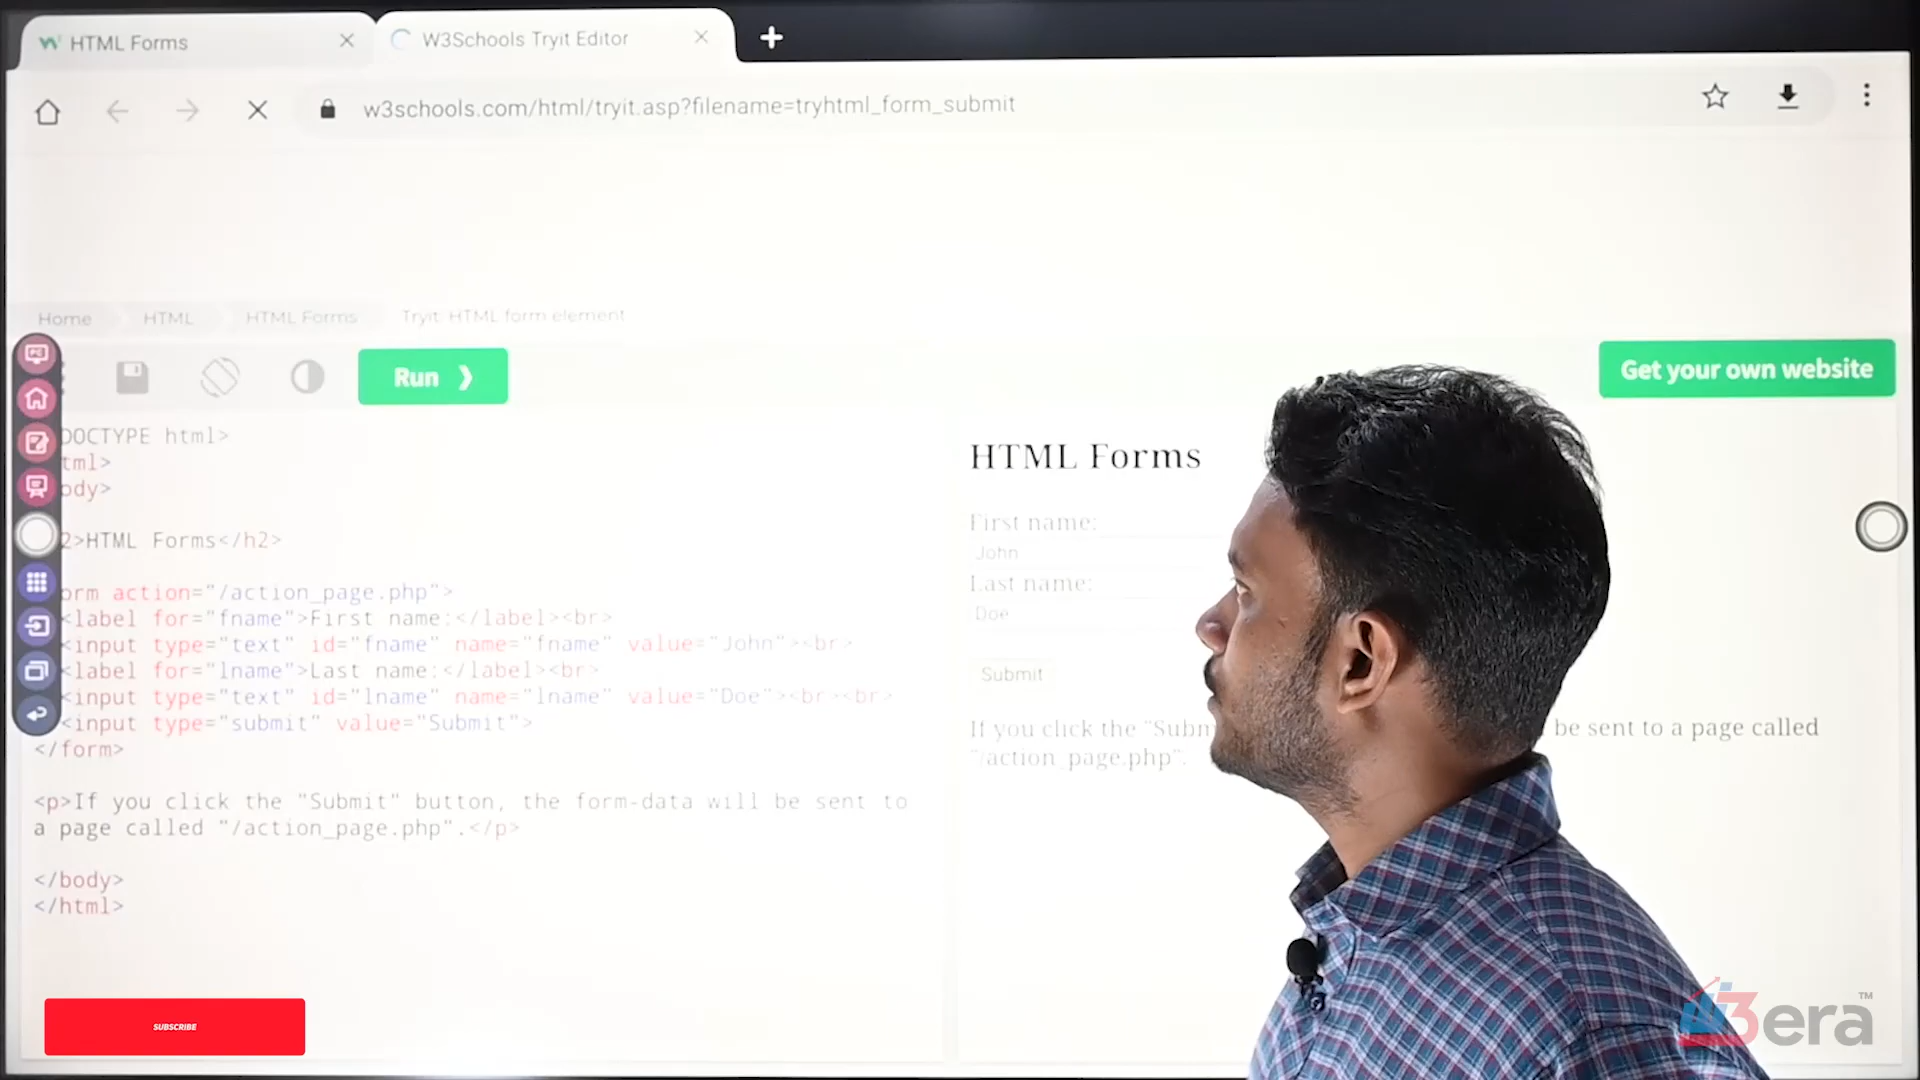 HTML Forms
W3Schools Tryit Editor
w3schools.com/html/tryit.asp?filename=tryhtml_form_submit
Home
HTML
HTML Forms
Tryit: HTML form element
Run ❯
Get your own website
DOCTYPE html>
tml>
ody>
2>HTML Forms</h2>
orm action="/action_page.php">
<label for="fname">First name:</label><br>
<input type="text" id="fname" name="fname" value="John"><br>
<label for="lname">Last name:</label><br>
<input type="text" id="lname" name="lname" value="Doe"><br><br>
<input type="submit" value="Submit">
</form>
<p>If you click the "Submit" button, the form-data will be sent to
a page called "/action_page.php".</p>
</body>
</html>
HTML Forms
First name:
John
Last name:
Doe
Submit
If you click the "Subm be sent to a page called
"/action_page.php".
SUBSCRIBE
W3era™